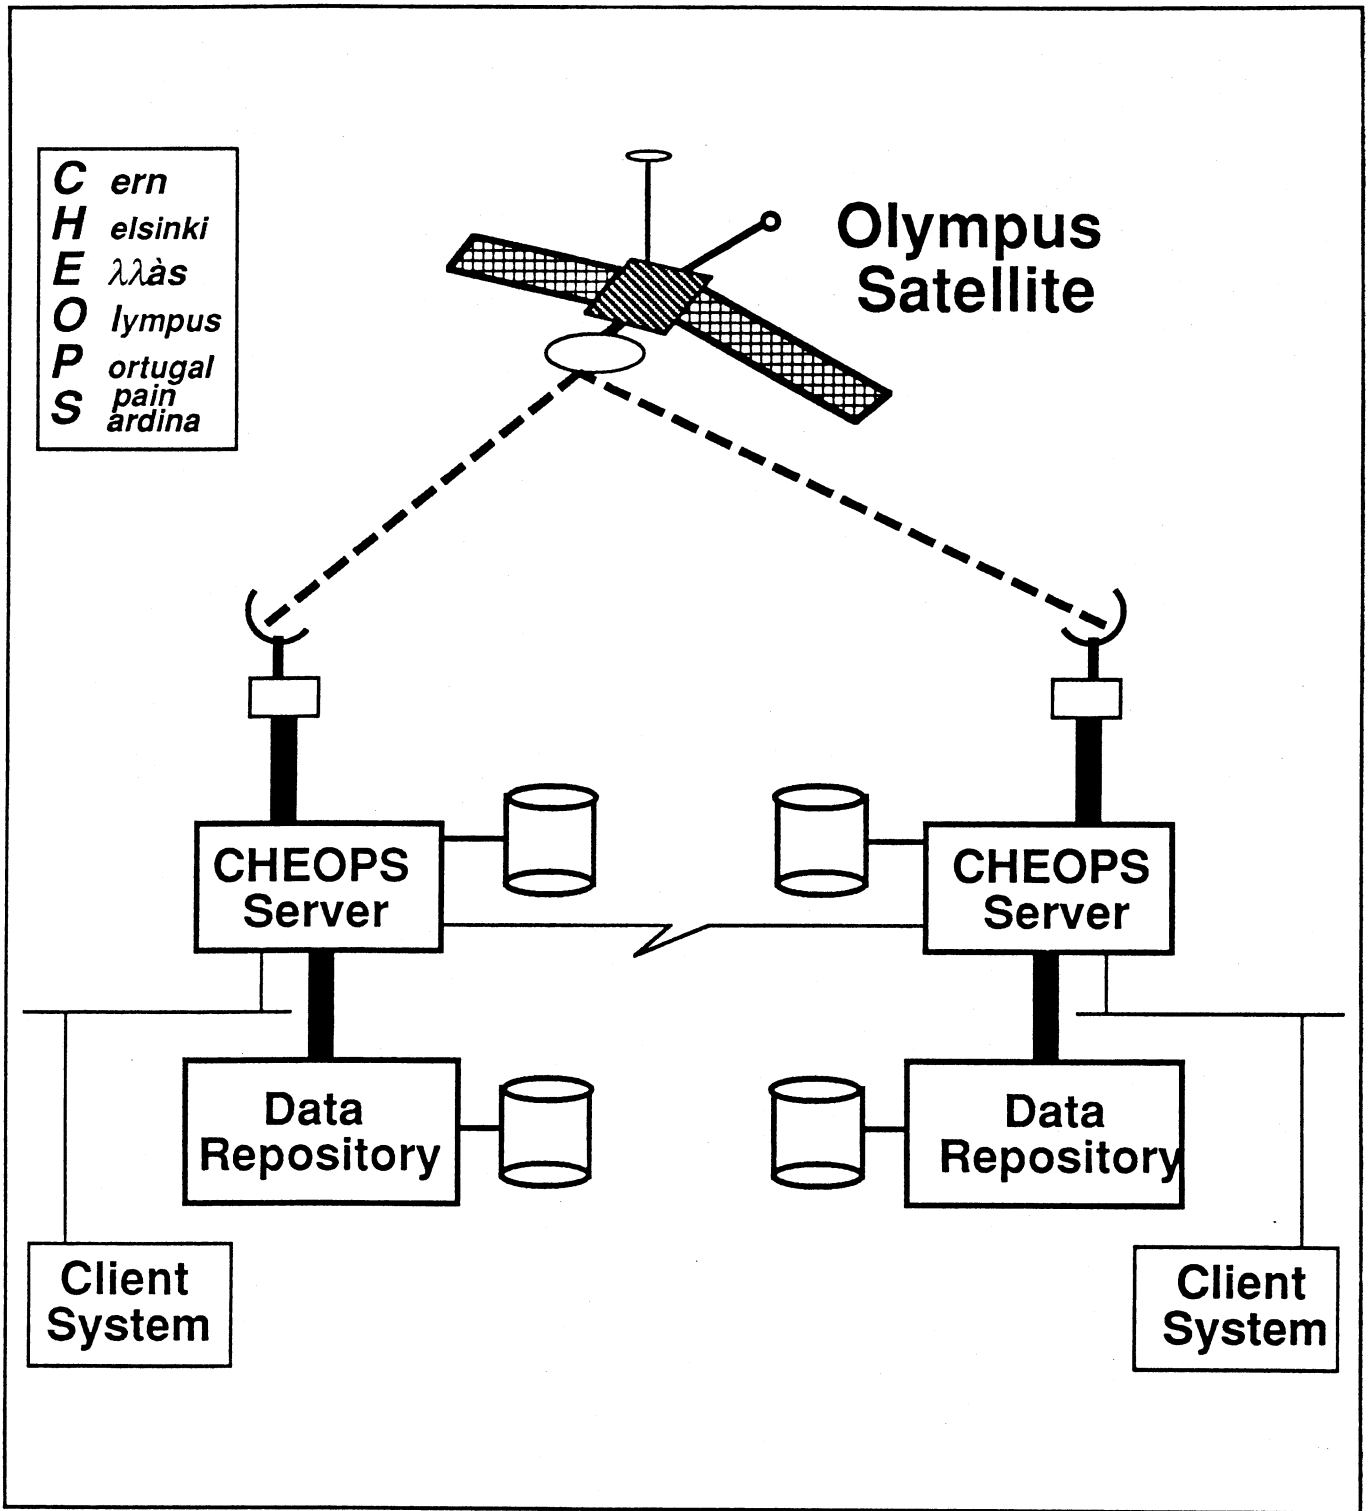 C ern
H elsinki
E λλàs
O lympus
P ortugal
S pain
ardina
Olympus
Satellite
CHEOPS
Server
CHEOPS
Server
Data
Repository
Data
Repository
Client
System
Client
System